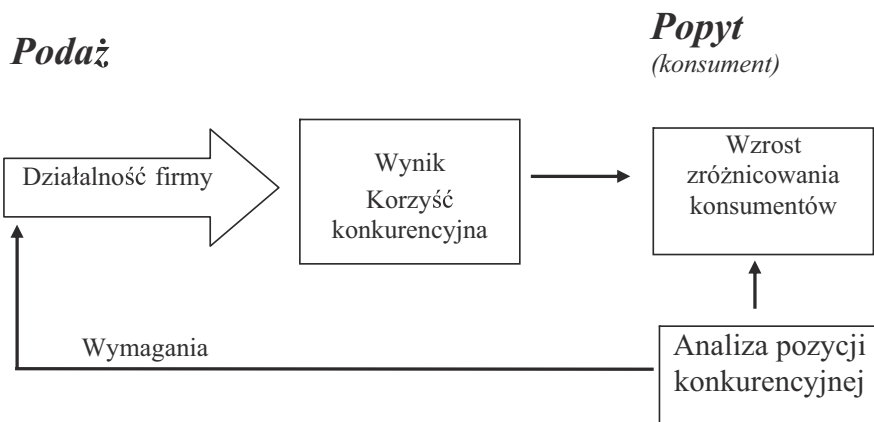 Podaż
Popyt
(konsument)
Działalność firmy
Wynik
Korzyść
konkurencyjna
Wzrost
zróżnicowania
konsumentów
Wymagania
Analiza pozycji
konkurencyjnej